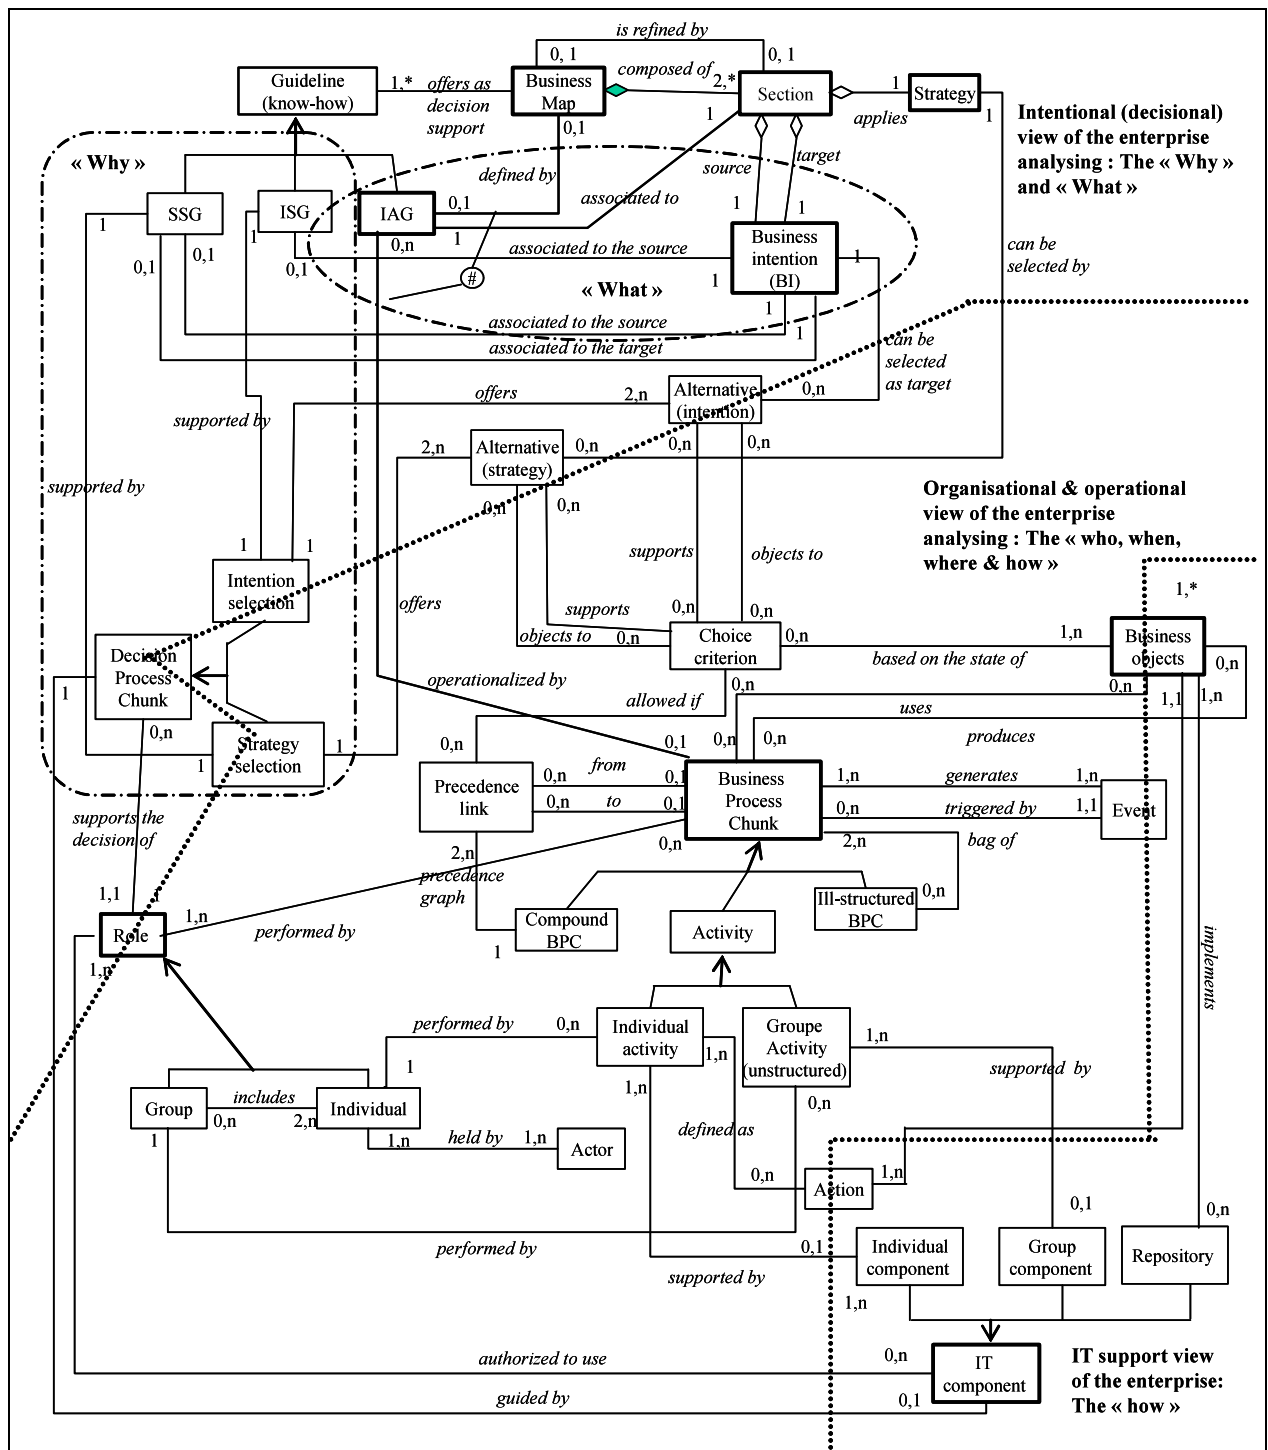 is refined by
0, 1
0, 1
Guideline
(know-how)
1,*
offers as
decision
support
Business
Map
composed of
2,*
Section
1
applies
Strategy
1
1
0,1
Intentional (decisional)
view of the enterprise
analysing : The « Why »
and « What »
« Why »
defined by
associated to
source
target
SSG
ISG
IAG
0,1
1
0,n
1
1
Business
intention
(BI)
1
1
1
0,1
0,1
0,1
associated to the source
1
#
« What »
1
1
can be
selected by
associated to the source
associated to the target
can be
selected
as target
supported by
offers
2,n
Alternative
(intention)
0,n
0,n
0,n
2,n
Alternative
(strategy)
0,n
0,n
0,n
supported by
Organisational & operational
view of the enterprise
analysing : The « who, when,
where & how »
supports
objects to
1
1
Intention
selection
offers
1,*
supports
objects to
0,n
0,n
0,n
Choice
criterion
0,n
1,n
based on the state of
Business
objects
0,n
Decision
Process
Chunk
1
0,n
operationalized by
allowed if
0,n
0,n
1,1
1,n
uses
produces
Strategy
selection
1
1
0,n
0,1
0,n
0,n
Precedence
link
0,n
from
0,1
0,n
to
0,1
Business
Process
Chunk
1,n
generates
1,n
0,n
triggered by
1,1
Event
supports the
decision of
2,n
precedence
graph
0,n
2,n
bag of
0,n
1,1
1
1,n
Role
1,n
performed by
Compound
BPC
1
Activity
Ill-structured
BPC
implements
performed by
0,n
1
Individual
activity
1,n
1,n
Groupe
Activity
(unstructured)
1,n
0,n
supported by
Group
includes
0,n
2,n
Individual
1
1,n
held by
1,n
Actor
defined as
0,n
Action
1,n
0,1
0,n
performed by
0,1
supported by
Individual
component
Group
component
Repository
1,n
authorized to use
0,n
IT
component
guided by
0,1
IT support view
of the enterprise:
The « how »